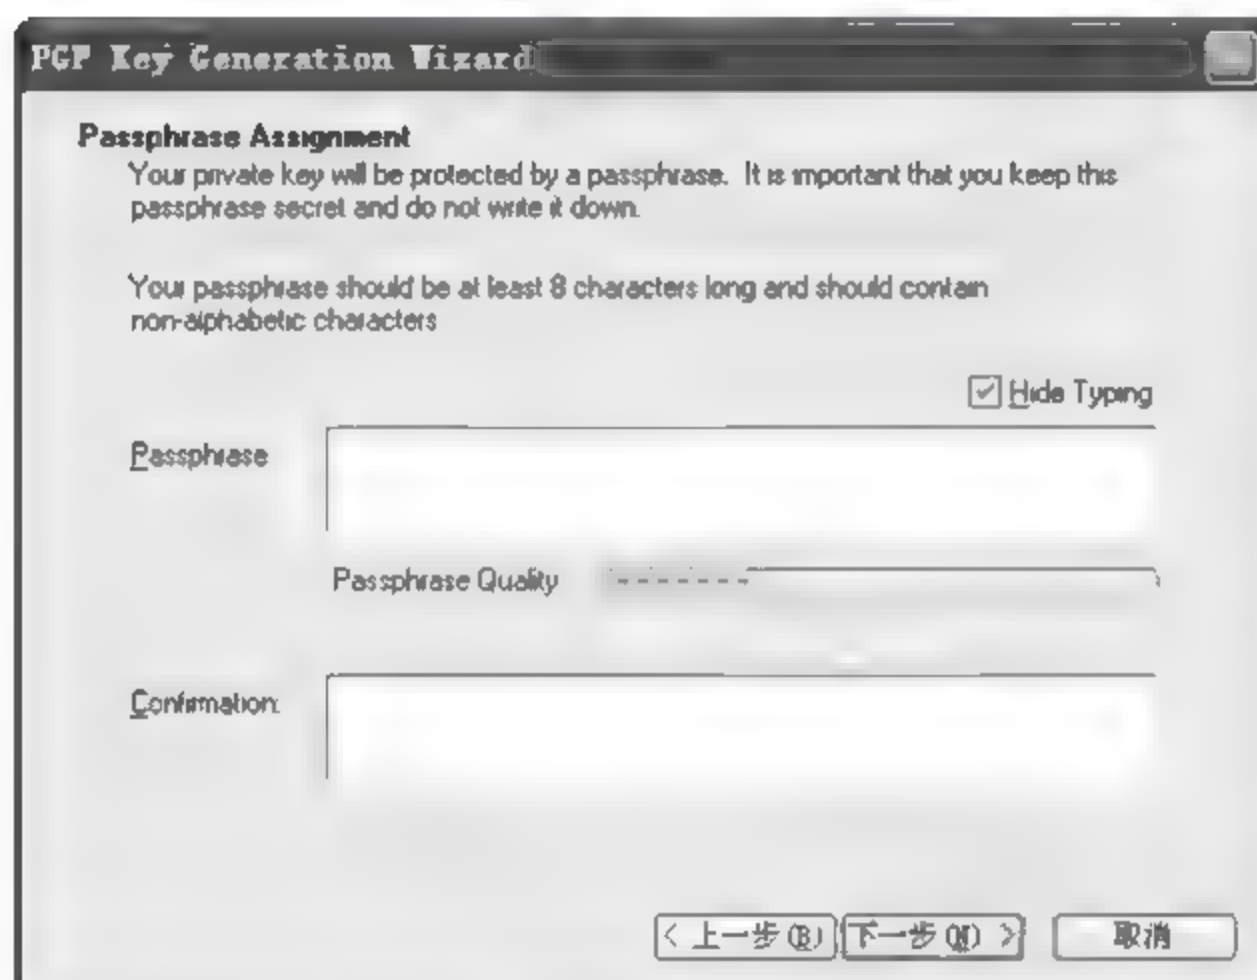 PGP Key Generation Wizard
Passphrase Assignment
Your private key will be protected by a passphrase. It is important that you keep this
passphrase secret and do not write it down.
Your passphrase should be at least 8 characters long and should contain
non-alphabetic characters
Hide Typing
Passphrase
Passphrase Quality
Confirmation:
< 上一步(B) 下一步(N) > 取消